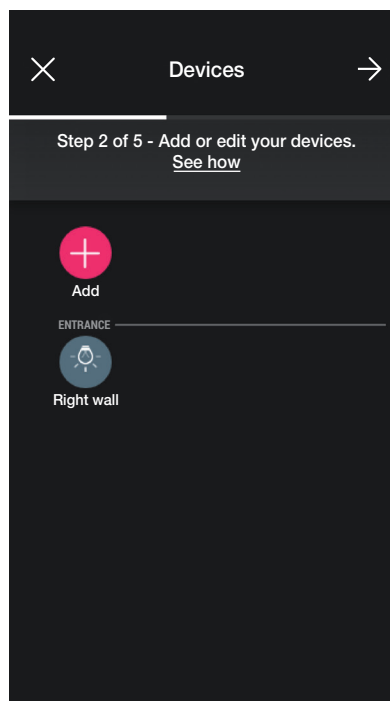 Devices
Step 2 of 5 - Add or edit your devices.
See how
Add
ENTRANCE
Right wall